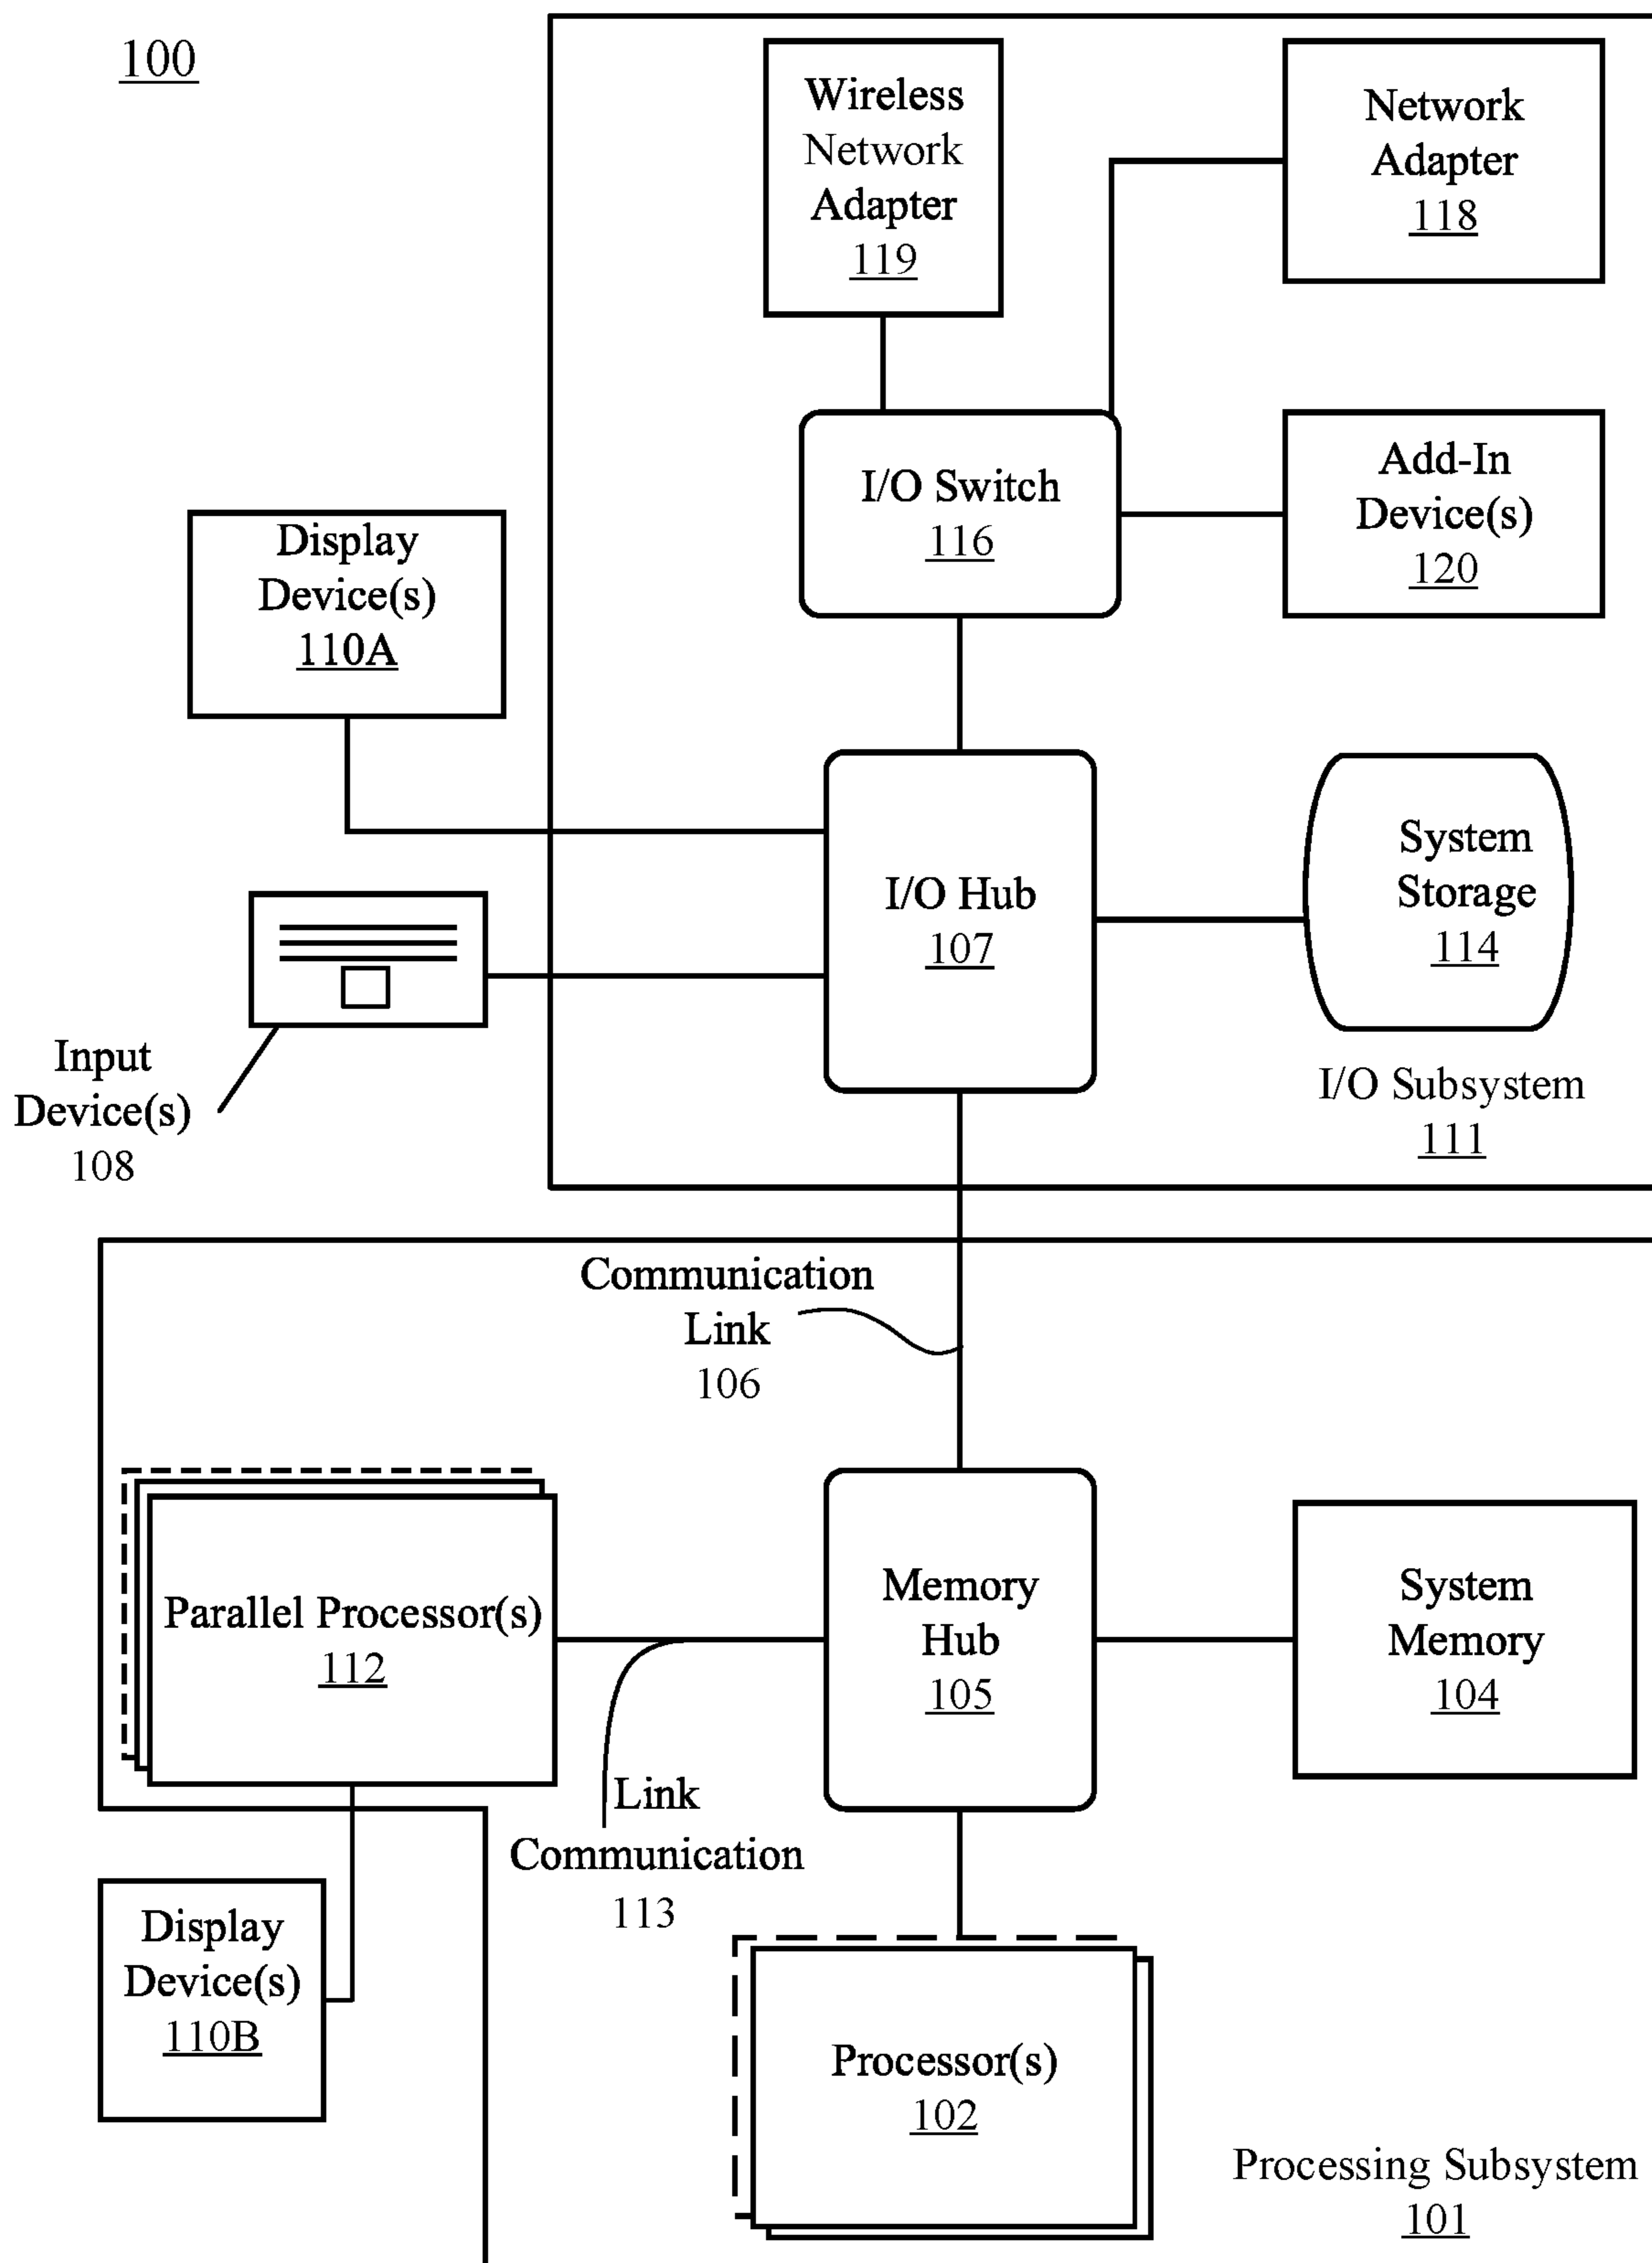 100
Wireless
Network
Adapter
119
Network
Adapter
118
I/O Switch
116
Add-In
Device(s)
120
Display
Device(s)
110A
I/O Hub
107
System
Storage
114
Input
Device(s)
108
I/O Subsystem
111
Communication
Link
106
Parallel Processor(s)
112
Memory
Hub
105
System
Memory
104
Link
Communication
113
Display
Device(s)
110B
Processor(s)
102
Processing Subsystem
101